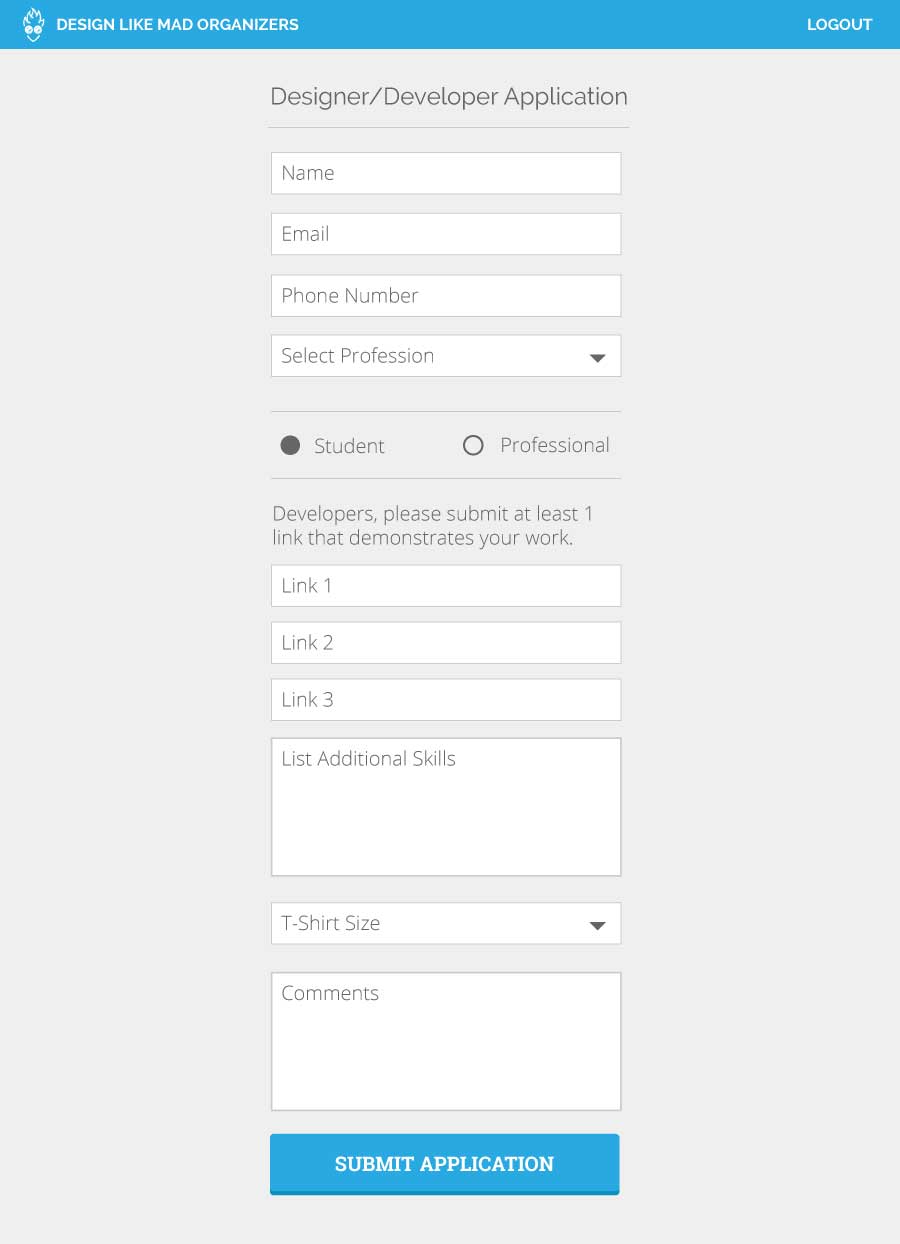 DESIGN LIKE MAD ORGANIZERS
LOGOUT
Designer/Developer Application
Name
Email
Phone Number
Select Profession
Student
Professional
Developers, please submit at least 1
link that demonstrates your work.
Link 1
Link 2
Link 3
List Additional Skills
T-Shirt Size
Comments
SUBMIT APPLICATION